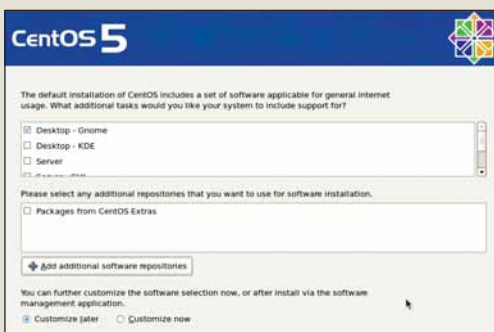 CentOS 5
The default installation of CentOS includes a set of software applicable for general internet
usage. What additional tasks would you like your system to include support for?
Desktop - Gnome
Desktop - KDE
Server
Please select any additional repositories that you want to use for software installation.
Packages from CentOS Extras
Add additional software repositories
You can further customize the software selection now, or after install via the software
management application.
Customize later Customize now